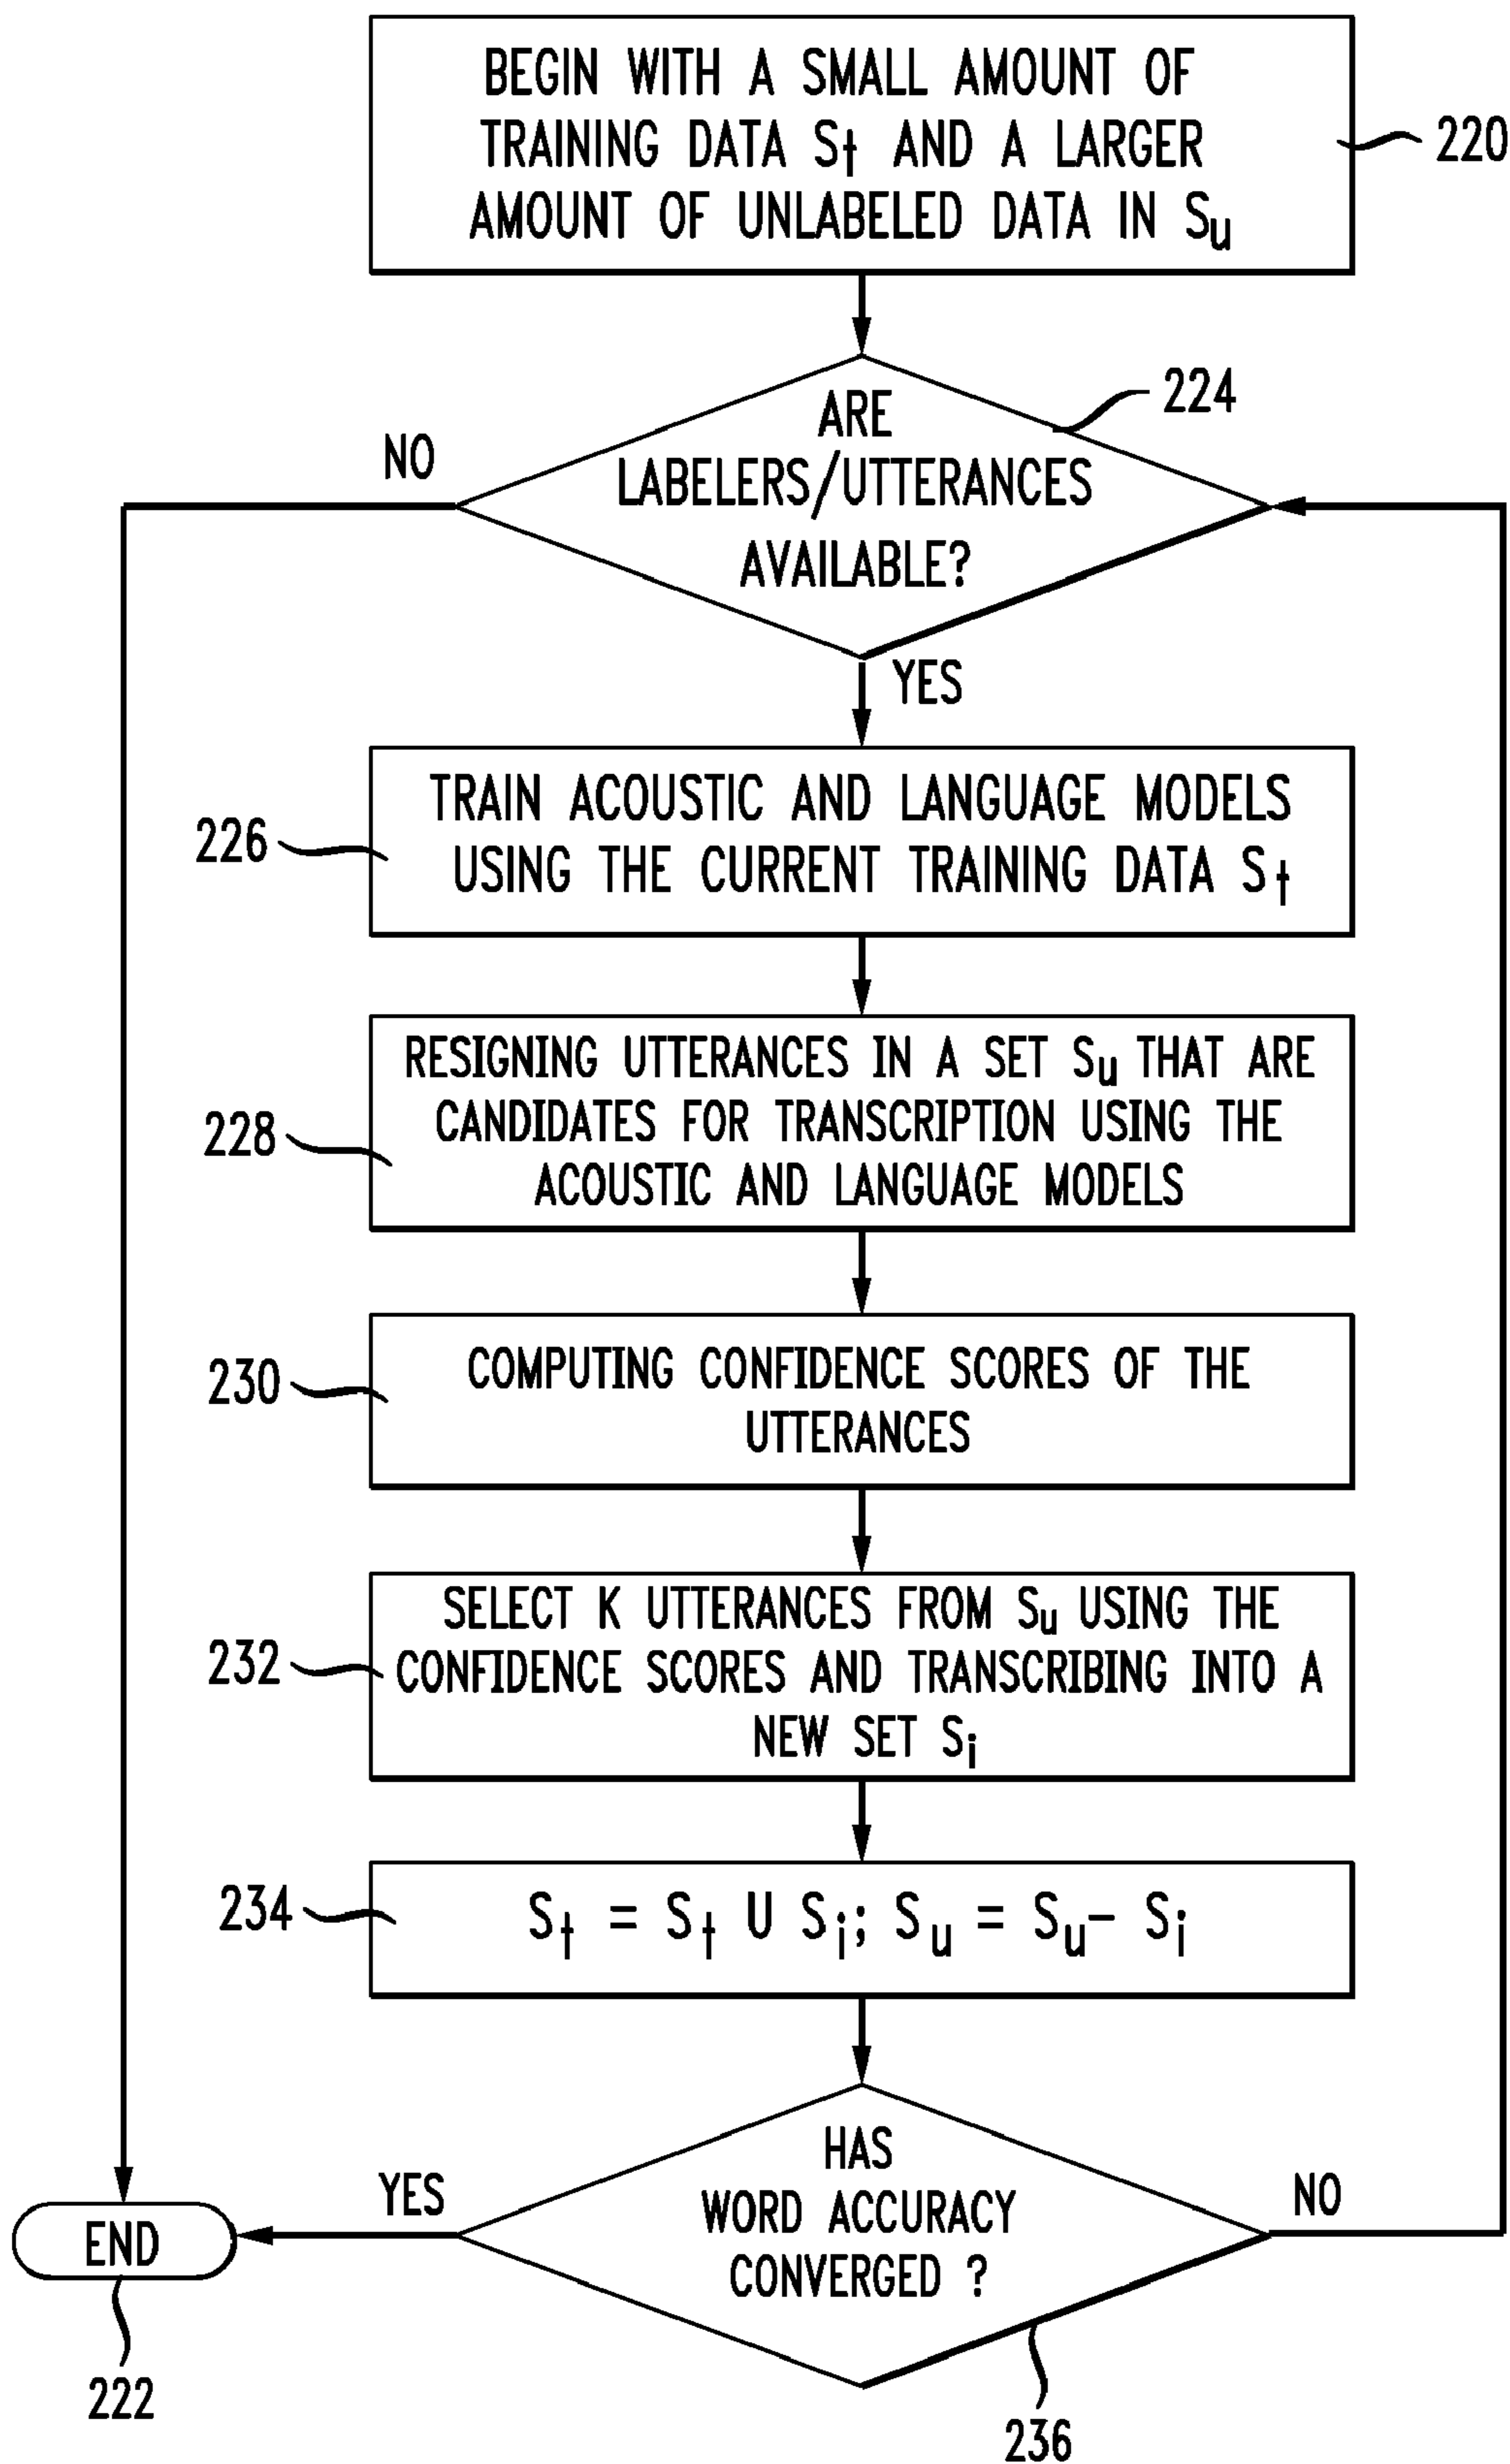 BEGIN WITH A SMALL AMOUNT OF
TRAINING DATA St AND A LARGER
AMOUNT OF UNLABELED DATA IN Su
220
ARE
LABELERS/UTTERANCES
AVAILABLE?
224
NO
YES
TRAIN ACOUSTIC AND LANGUAGE MODELS
USING THE CURRENT TRAINING DATA St
226
RESIGNING UTTERANCES IN A SET Su THAT ARE
CANDIDATES FOR TRANSCRIPTION USING THE
ACOUSTIC AND LANGUAGE MODELS
228
COMPUTING CONFIDENCE SCORES OF THE
UTTERANCES
230
SELECT K UTTERANCES FROM Su USING THE
CONFIDENCE SCORES AND TRANSCRIBING INTO A
NEW SET Si
232
St = St U Si; Su = Su - Si
234
HAS
WORD ACCURACY
CONVERGED ?
YES
NO
END
222
236